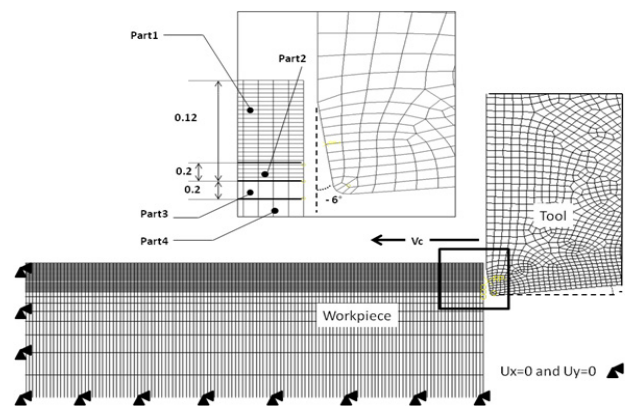 Part1
Part2
0.12
0.2
0.2
Part3
Part4
- 6°
Tool
Vc
Workpiece
Ux=0 and Uy=0